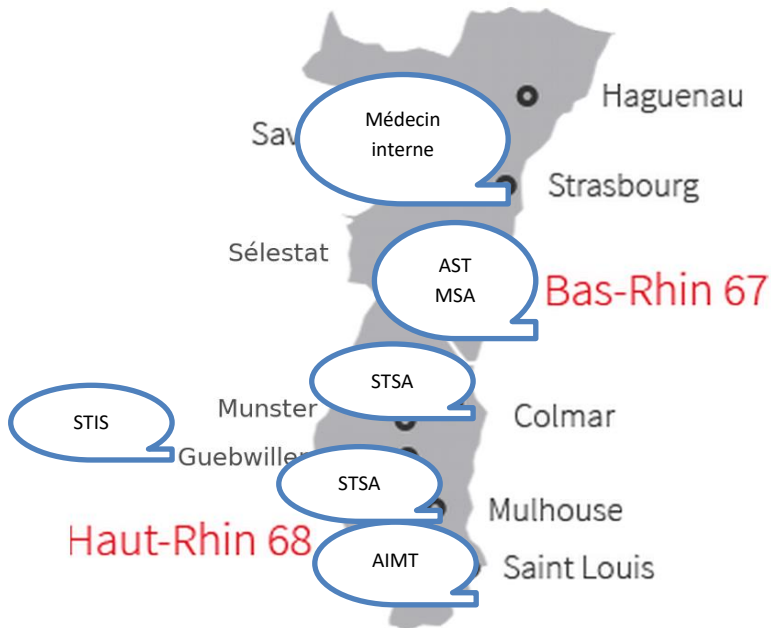 Haguenau
Médecin
interne
Strasbourg
Sélestat
AST
MSA
Bas-Rhin 67
STSA
Munster
Colmar
STIS
Guebwiller
STSA
Mulhouse
Haut-Rhin 68
AIMT
Saint Louis